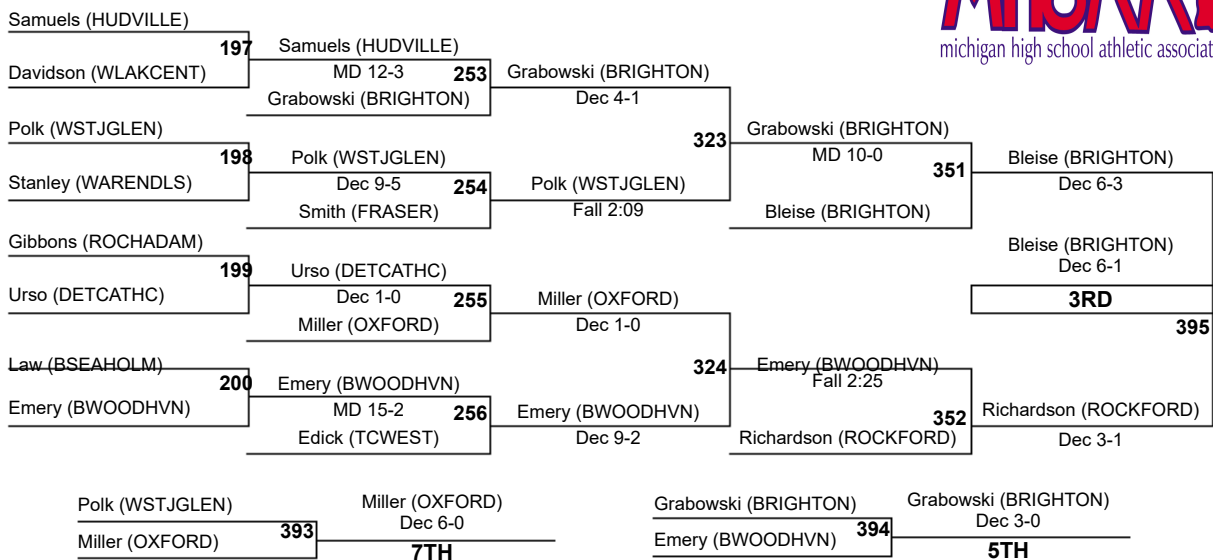 Samuels (HUDVILLE)
197
Davidson (WLAKCENT)
Polk (WSTJGLEN)
198
Stanley (WARENDLS)
Gibbons (ROCHADAM)
199
Urso (DETCATHC)
Law (BSEAHOLM)
200
Emery (BWOODHVN)
Samuels (HUDVILLE)
MD 12-3
253
Grabowski (BRIGHTON)
Polk (WSTJGLEN)
Dec 9-5
254
Smith (FRASER)
Urso (DETCATHC)
Dec 1-0
255
Miller (OXFORD)
Emery (BWOODHVN)
MD 15-2
256
Edick (TCWEST)
Grabowski (BRIGHTON)
Dec 4-1
323
Polk (WSTJGLEN)
Fall 2:09
Miller (OXFORD)
Dec 1-0
324
Emery (BWOODHVN)
Dec 9-2
Grabowski (BRIGHTON)
MD 10-0
351
Bleise (BRIGHTON)
Emery (BWOODHVN)
Fall 2:25
352
Richardson (ROCKFORD)
Bleise (BRIGHTON)
Dec 6-3
Bleise (BRIGHTON)
Dec 6-1
3RD
395
Richardson (ROCKFORD)
Dec 3-1
michigan high school athletic
Polk (WSTJGLEN)
393
Miller (OXFORD)
Miller (OXFORD)
Dec 6-0
7TH
Grabowski (BRIGHTON)
394
Emery (BWOODHVN)
Grabowski (BRIGHTON)
Dec 3-0
5TH